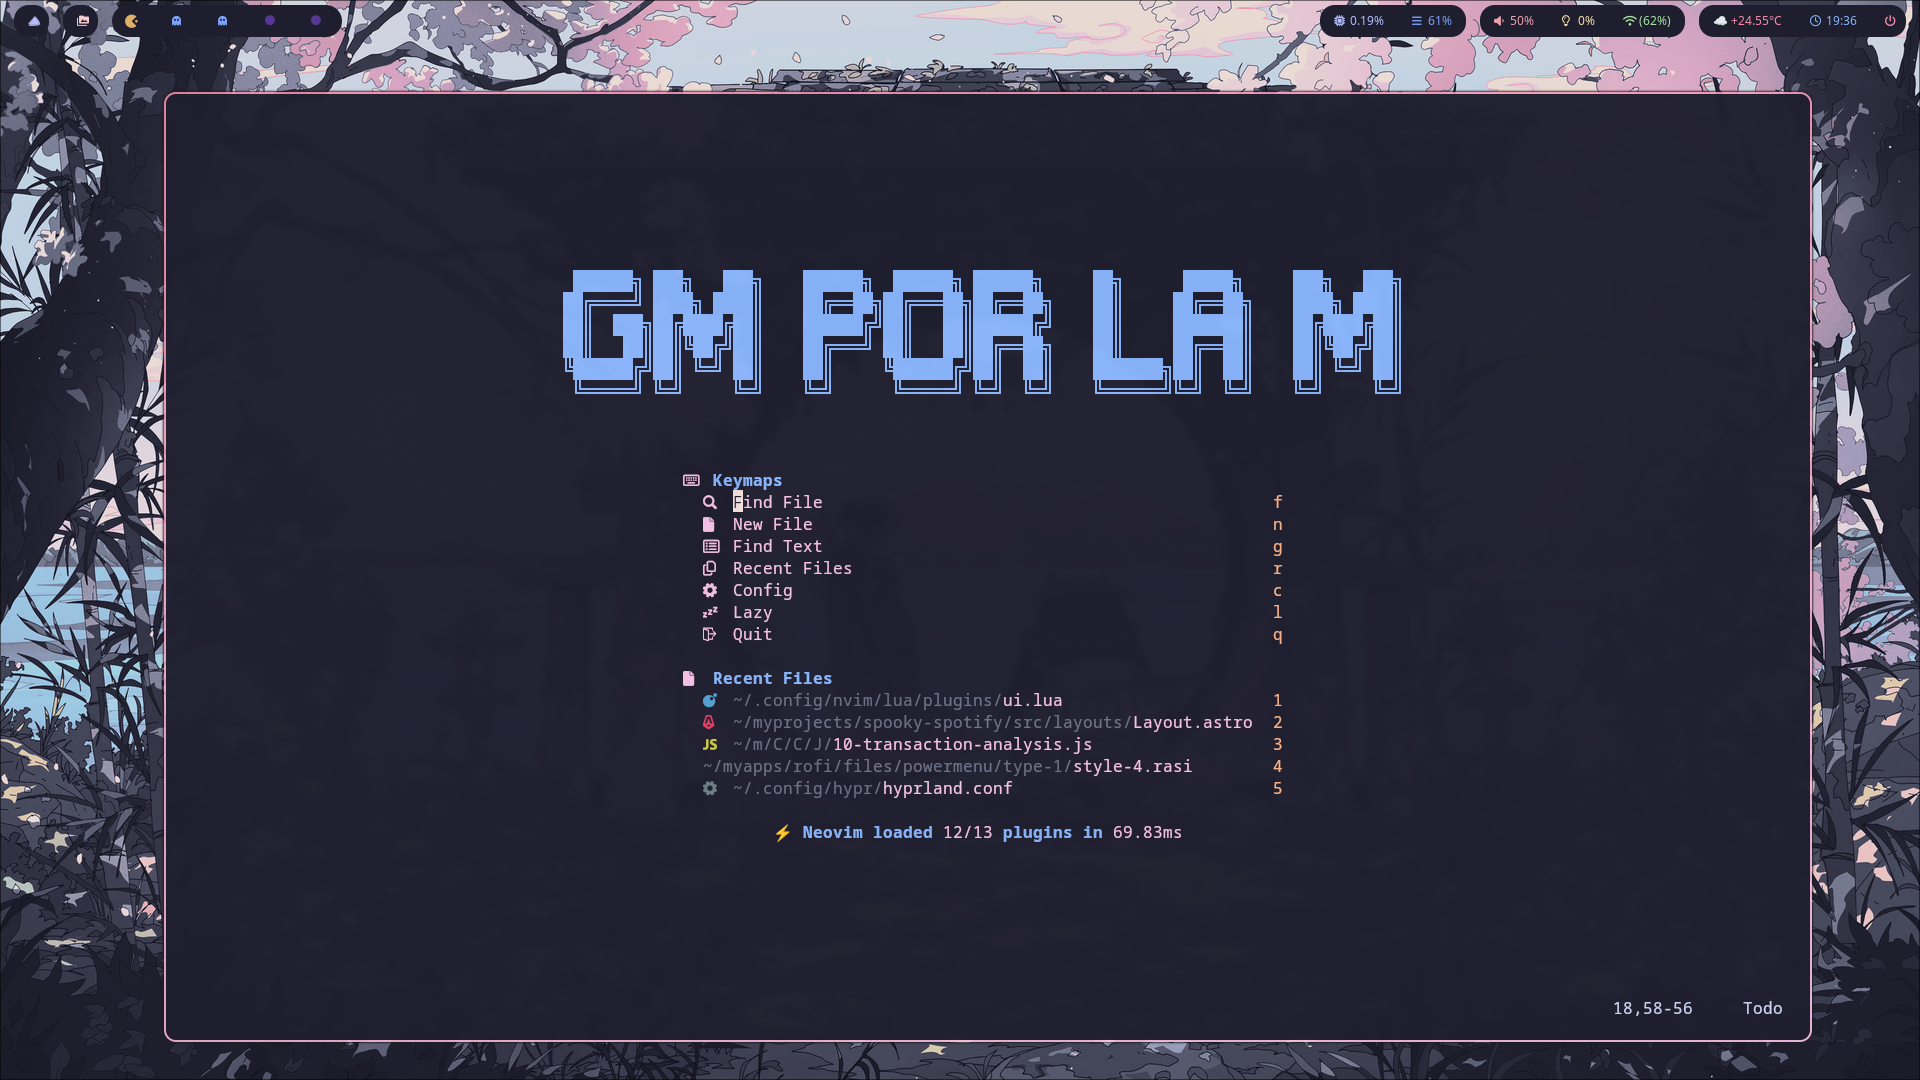 0.19% 61% 50% 0% (62%) +24.55°C 19:36
GM POR LA M
Keymaps
Find File f
New File n
Find Text g
Recent Files r
Config c
Lazy l
Quit q
Recent Files
~/.config/nvim/lua/plugins/ui.lua 1
~/myprojects/spooky-spotify/src/layouts/Layout.astro 2
JS ~/m/C/C/J/10-transaction-analysis.js 3
~/myapps/rofi/files/powermenu/type-1/style-4.rasi 4
~/.config/hypr/hyprland.conf 5
⚡ Neovim loaded 12/13 plugins in 69.83ms
18,58-56 Todo